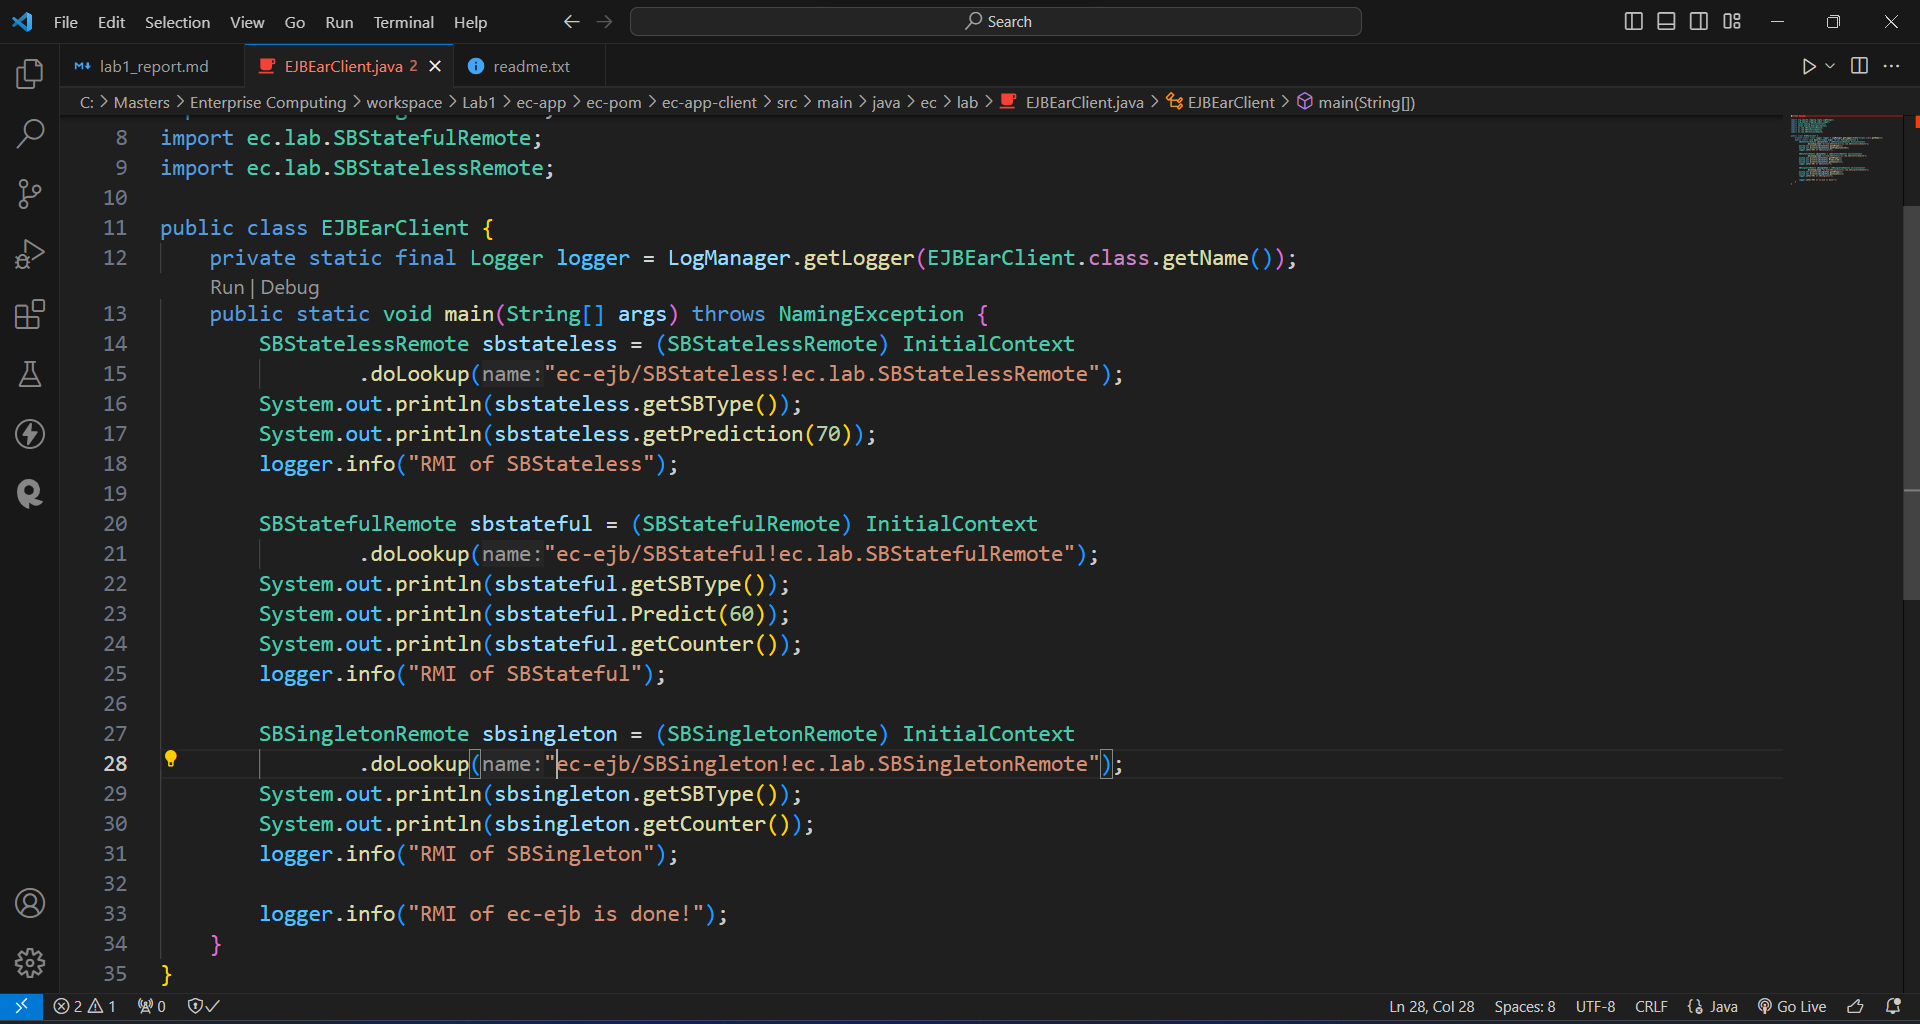 File Edit Selection View Go Run Terminal Help Search
lab1_report.md EJBEarClient.java 2 readme.txt
C: > Masters > Enterprise Computing > workspace > Lab1 > ec-app > ec-pom > ec-app-client > src > main > java > ec > lab > EJBEarClient.java > EJBEarClient > main(String[])
8 import ec.lab.SBStatefulRemote;
9 import ec.lab.SBStatelessRemote;
10
11 public class EJBEarClient {
12 private static final Logger logger = LogManager.getLogger(EJBEarClient.class.getName());
Run | Debug
13 public static void main(String[] args) throws NamingException {
14 SBStatelessRemote sbstateless = (SBStatelessRemote) InitialContext
15 .doLookup(name:"ec-ejb/SBStateless!ec.lab.SBStatelessRemote");
16 System.out.println(sbstateless.getSBType());
17 System.out.println(sbstateless.getPrediction(70));
18 logger.info("RMI of SBStateless");
19
20 SBStatefulRemote sbstateful = (SBStatefulRemote) InitialContext
21 .doLookup(name:"ec-ejb/SBStateful!ec.lab.SBStatefulRemote");
22 System.out.println(sbstateful.getSBType());
23 System.out.println(sbstateful.Predict(60));
24 System.out.println(sbstateful.getCounter());
25 logger.info("RMI of SBStateful");
26
27 SBSingletonRemote sbsingleton = (SBSingletonRemote) InitialContext
28 .doLookup(name:"ec-ejb/SBSingleton!ec.lab.SBSingletonRemote");
29 System.out.println(sbsingleton.getSBType());
30 System.out.println(sbsingleton.getCounter());
31 logger.info("RMI of SBSingleton");
32
33 logger.info("RMI of ec-ejb is done!");
34 }
35 }
2 1 0 Ln 28, Col 28 Spaces: 8 UTF-8 CRLF Java Go Live